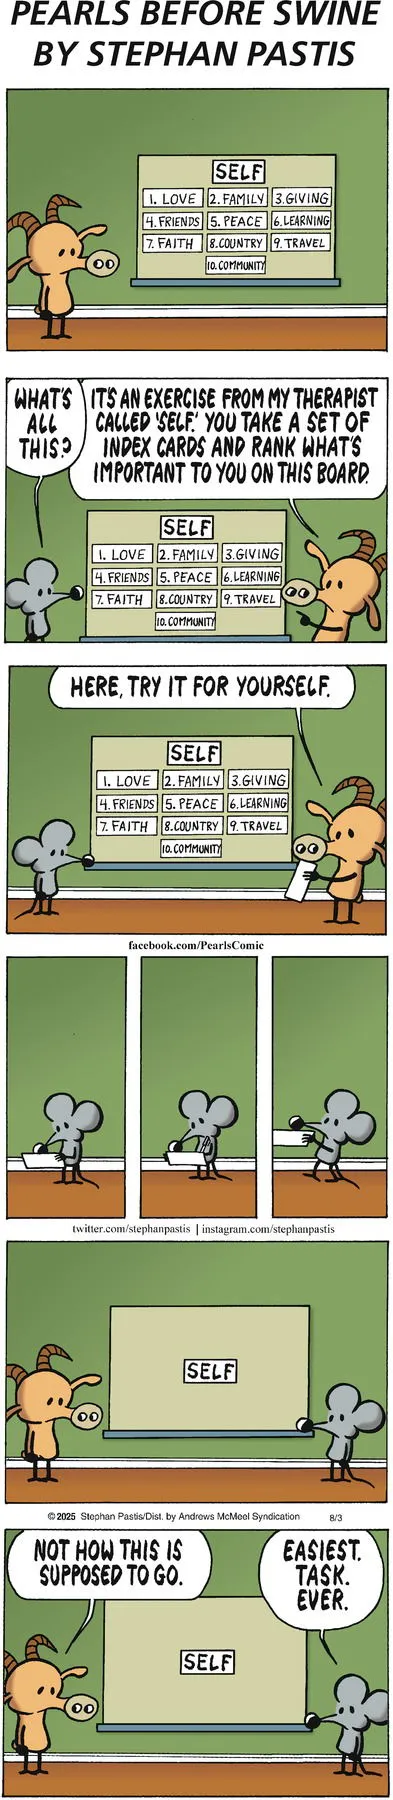 PEARLS BEFORE SWINE
BY STEPHAN PASTIS
SELF
1. LOVE 2. FAMILY 3. GIVING
4. FRIENDS 5. PEACE 6. LEARNING
7. FAITH 8. COUNTRY 9. TRAVEL
10. COMMUNITY
WHAT'S
ALL
THIS?
IT'S AN EXERCISE FROM MY THERAPIST
CALLED 'SELF.' YOU TAKE A SET OF
INDEX CARDS AND RANK WHAT'S
IMPORTANT TO YOU ON THIS BOARD.
SELF
1. LOVE 2. FAMILY 3. GIVING
4. FRIENDS 5. PEACE 6. LEARNING
7. FAITH 8. COUNTRY 9. TRAVEL
10. COMMUNITY
HERE, TRY IT FOR YOURSELF.
SELF
1. LOVE 2. FAMILY 3. GIVING
4. FRIENDS 5. PEACE 6. LEARNING
7. FAITH 8. COUNTRY 9. TRAVEL
10. COMMUNITY
facebook.com/PearlsComic
twitter.com/stephanpastis | instagram.com/stephanpastis
SELF
© 2025 Stephan Pastis/Dist. by Andrews McMeel Syndication 8/3
NOT HOW THIS IS
SUPPOSED TO GO.
EASIEST.
TASK.
EVER.
SELF